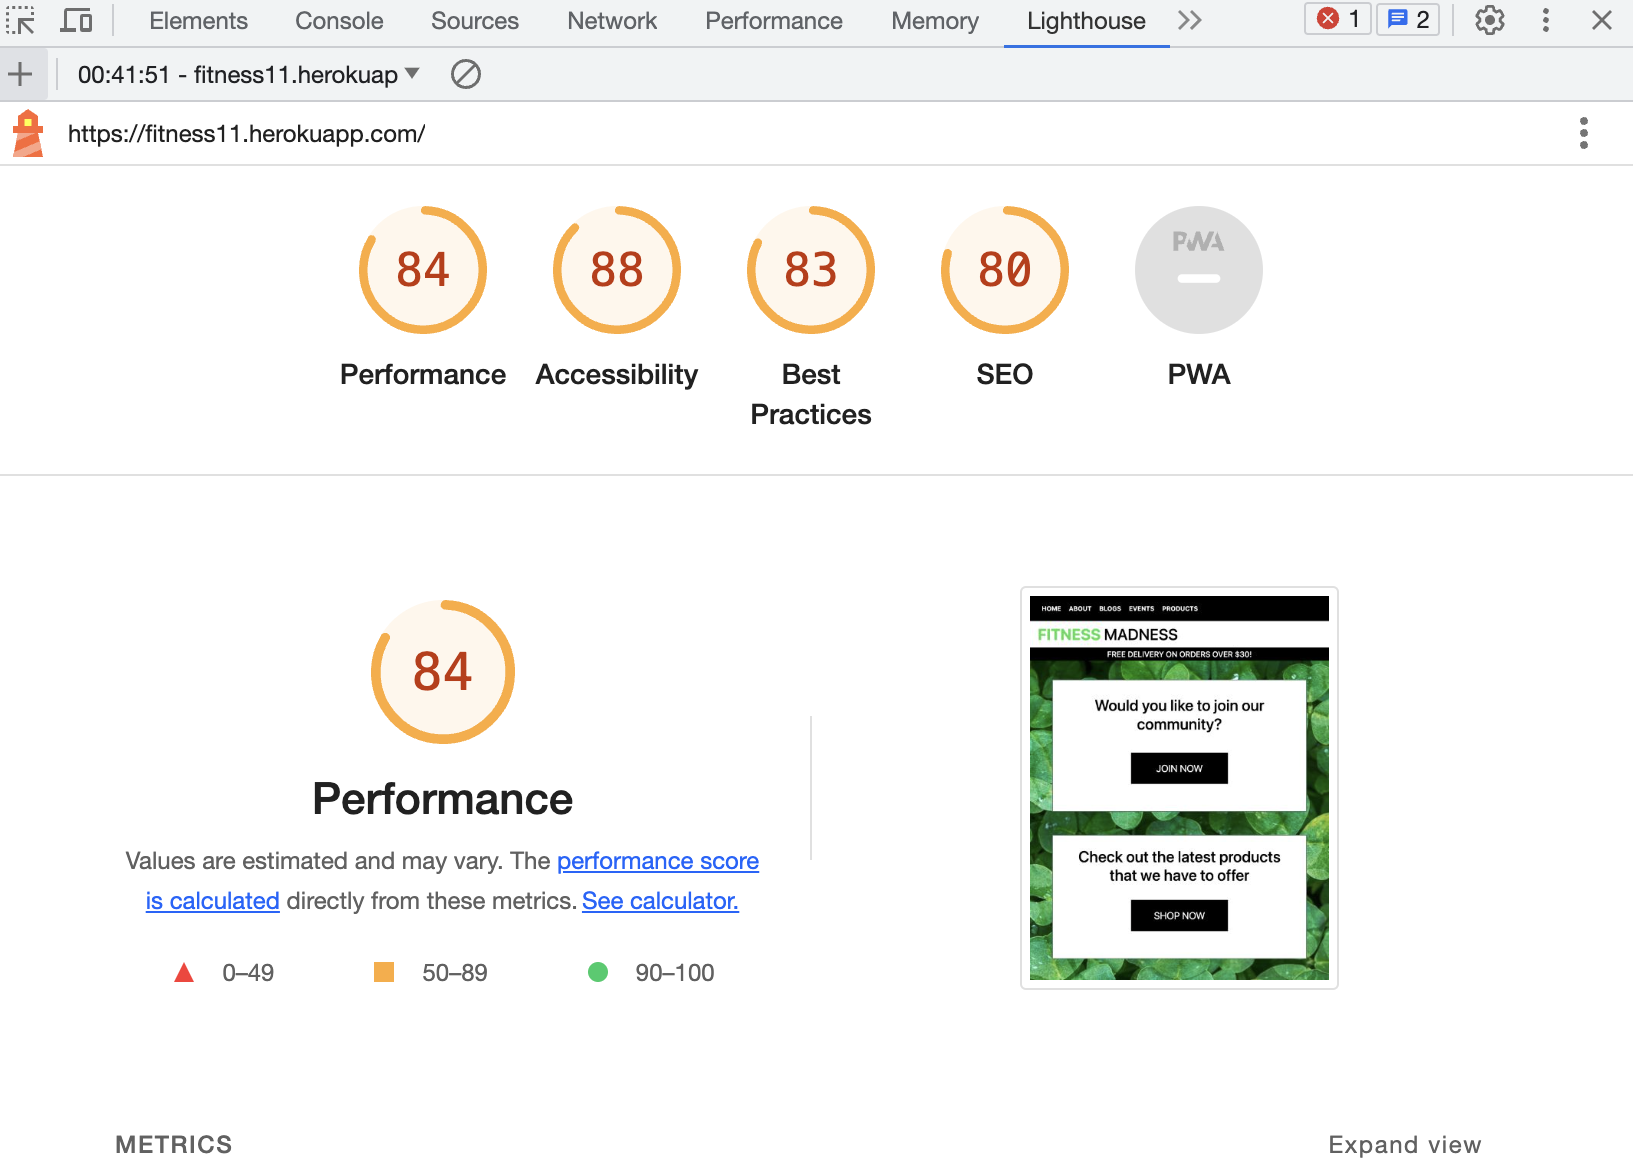 Elements Console Sources Network Performance Memory Lighthouse 1 2
00:41:51 - fitness11.herokuap
https://fitness11.herokuapp.com/
84 88 83 80 PWA
Performance Accessibility Best Practices SEO PWA
84
Performance
Values are estimated and may vary. The performance score
is calculated directly from these metrics. See calculator.
0–49 50–89 90–100
HOME ABOUT BLOGS EVENTS PRODUCTS
FITNESS MADNESS
FREE DELIVERY ON ORDERS OVER $30!
Would you like to join our
community?
JOIN NOW
Check out the latest products
that we have to offer
SHOP NOW
METRICS Expand view